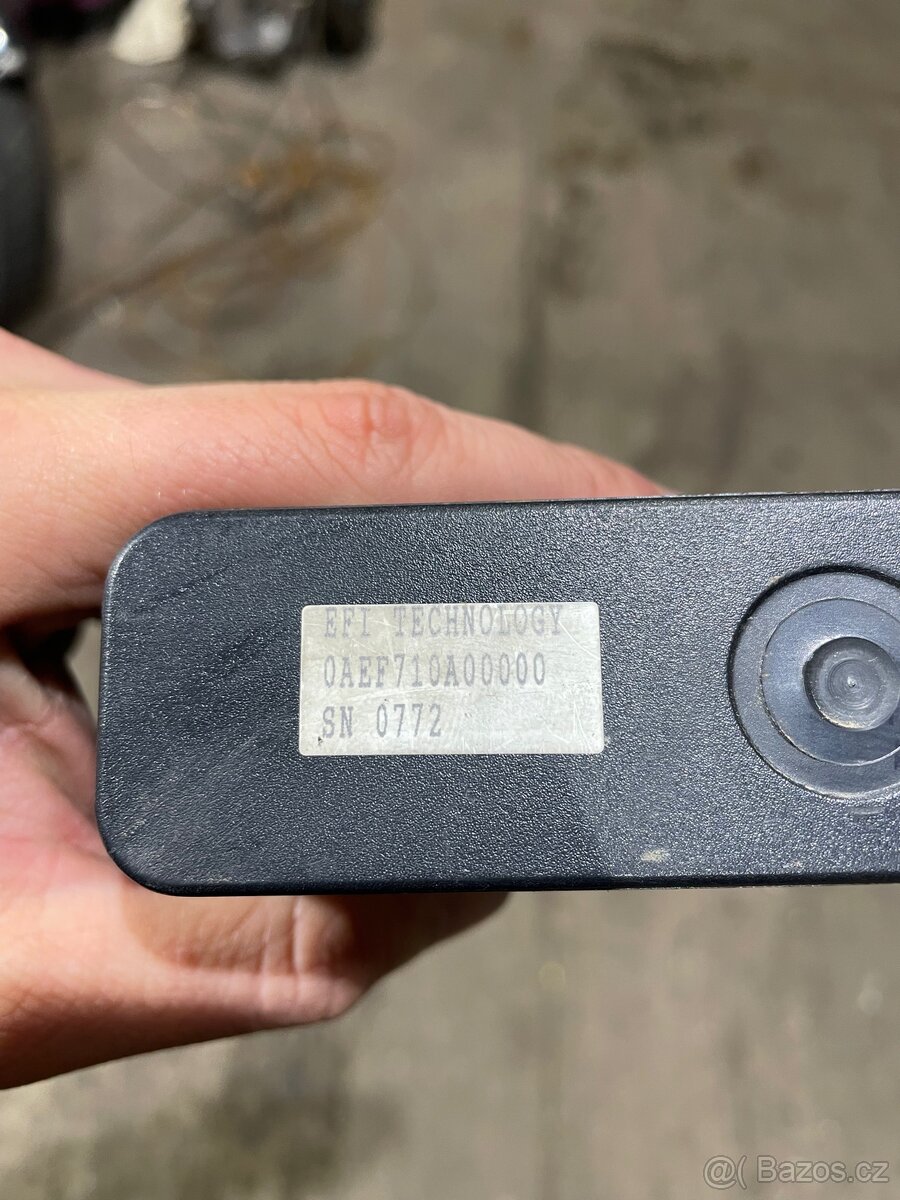 EFI TECHNOLOGY
0AEF710A00000
SN 0772
@( Bazos.cz